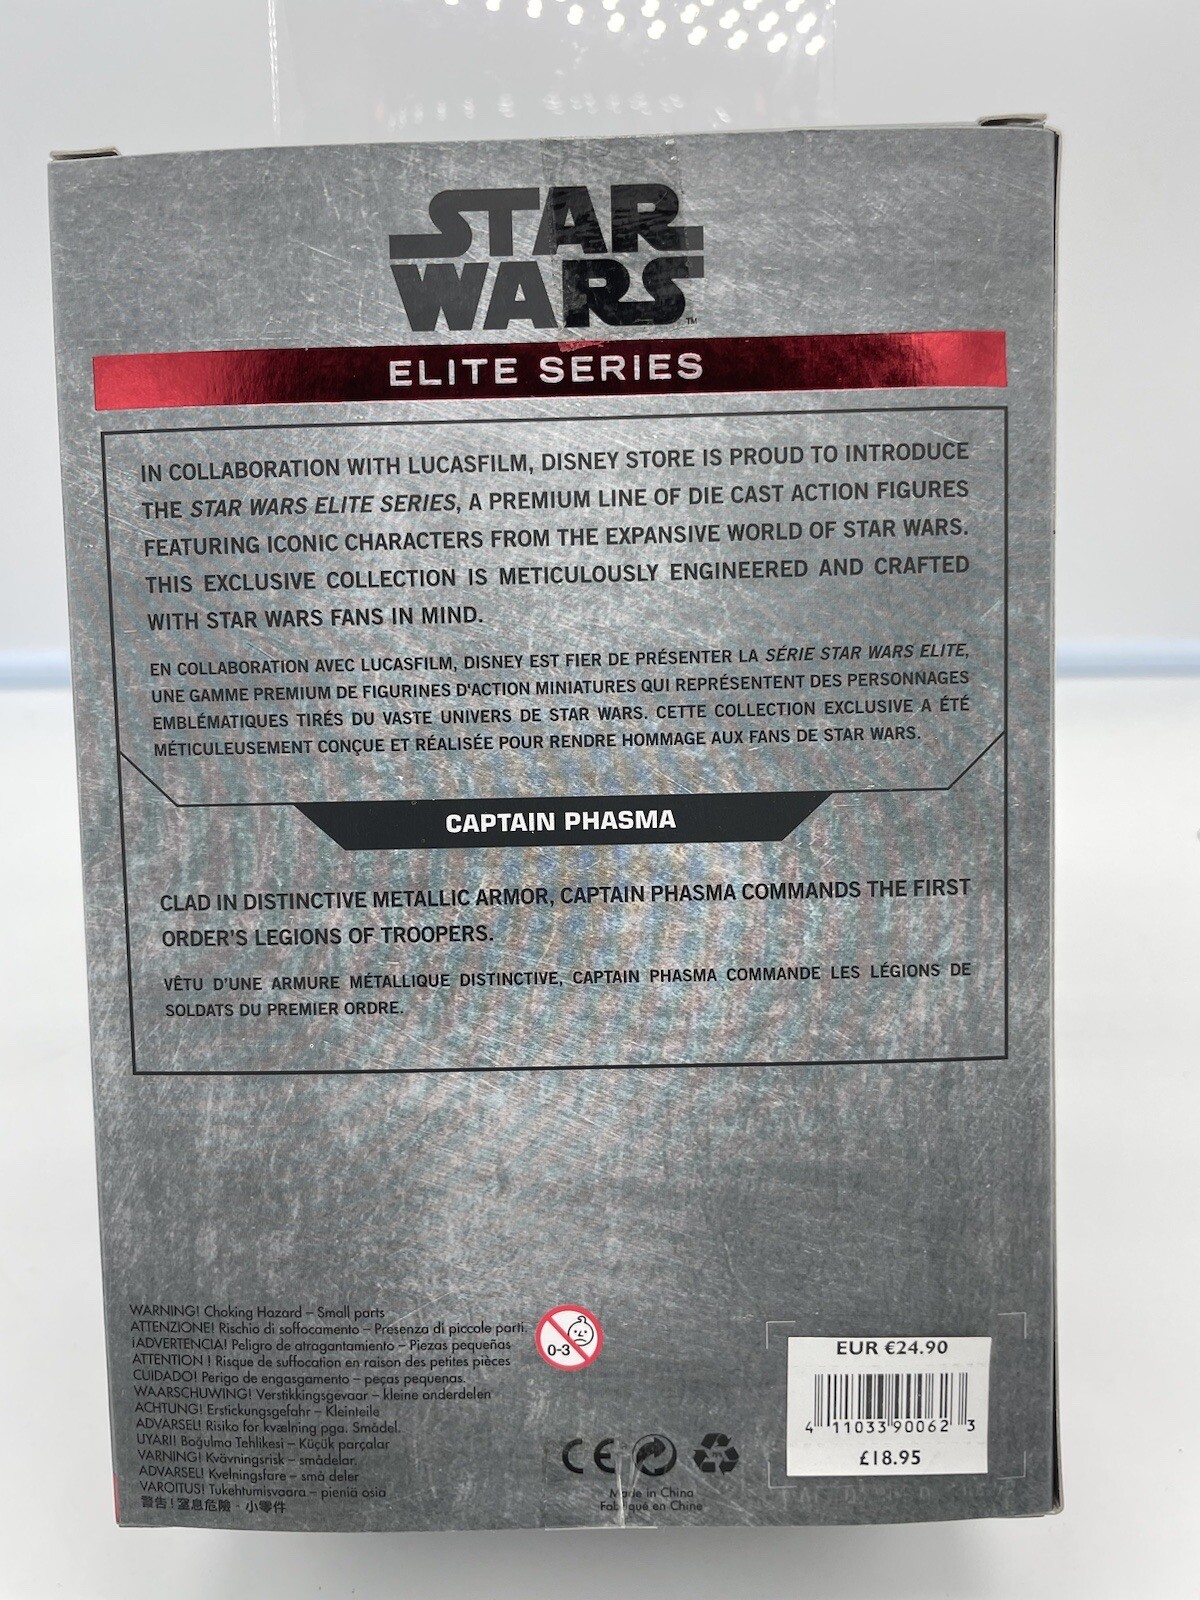 STAR
WARS™
ELITE SERIES
IN COLLABORATION WITH LUCASFILM, DISNEY STORE IS PROUD TO INTRODUCE
THE STAR WARS ELITE SERIES, A PREMIUM LINE OF DIE CAST ACTION FIGURES
FEATURING ICONIC CHARACTERS FROM THE EXPANSIVE WORLD OF STAR WARS.
THIS EXCLUSIVE COLLECTION IS METICULOUSLY ENGINEERED AND CRAFTED
WITH STAR WARS FANS IN MIND.
EN COLLABORATION AVEC LUCASFILM, DISNEY EST FIER DE PRÉSENTER LA SÉRIE STAR WARS ELITE,
UNE GAMME PREMIUM DE FIGURINES D'ACTION MINIATURES QUI REPRÉSENTENT DES PERSONNAGES
EMBLÉMATIQUES TIRÉS DU VASTE UNIVERS DE STAR WARS. CETTE COLLECTION EXCLUSIVE A ÉTÉ
MÉTICULEUSEMENT CONÇUE ET RÉALISÉE POUR RENDRE HOMMAGE AUX FANS DE STAR WARS.
CAPTAIN PHASMA
CLAD IN DISTINCTIVE METALLIC ARMOR, CAPTAIN PHASMA COMMANDS THE FIRST
ORDER'S LEGIONS OF TROOPERS.
VÊTU D'UNE ARMURE MÉTALLIQUE DISTINCTIVE, CAPTAIN PHASMA COMMANDE LES LÉGIONS DE
SOLDATS DU PREMIER ORDRE.
WARNING! Choking Hazard – Small parts
ATTENZIONE! Rischio di soffocamento – Presenza di piccole parti.
¡ADVERTENCIA! Peligro de atragantamiento – Piezas pequeñas
ATTENTION ! Risque de suffocation en raison des petites pièces
CUIDADO! Perigo de engasgamento – peças pequenas.
WAARSCHUWING! Verstikkingsgevaar – kleine onderdelen
ACHTUNG! Erstickungsgefahr – Kleinteile
ADVARSEL! Risiko for kvælning pga. Smådel.
UYARI! Boğulma Tehlikesi – Küçük parçalar
VARNING! Kvävningsrisk – smådelar
ADVARSEL! Kvelningsfare – små deler
VAROITUS! Tukehtumisvaara – pieniä osia
警告！窒息危險 - 小零件
0-3
CE
Made in China
Fabriqué en Chine
EUR €24.90
4 11033 90062 3
£18.95